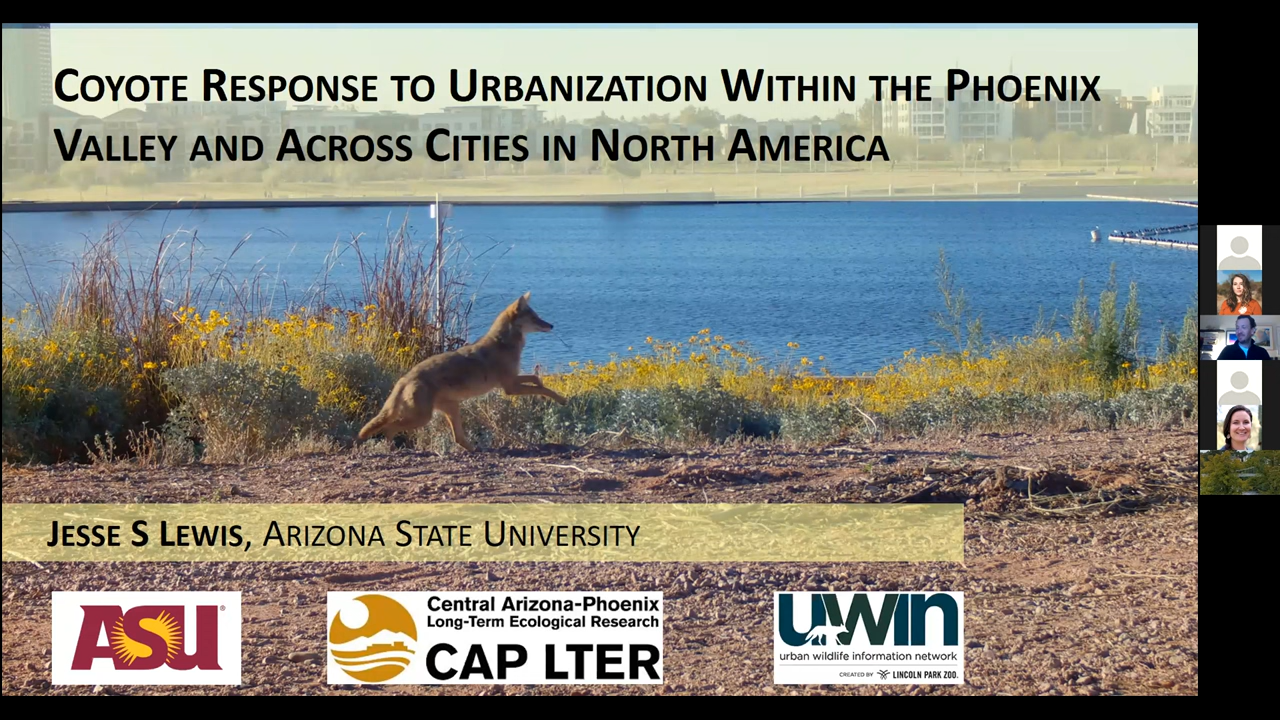 COYOTE RESPONSE TO URBANIZATION WITHIN THE PHOENIX
VALLEY AND ACROSS CITIES IN NORTH AMERICA
JESSE S LEWIS, ARIZONA STATE UNIVERSITY
ASU®
Central Arizona-Phoenix
Long-Term Ecological Research
CAP LTER
UWIN
urban wildlife information network
CREATED BY LINCOLN PARK ZOO.